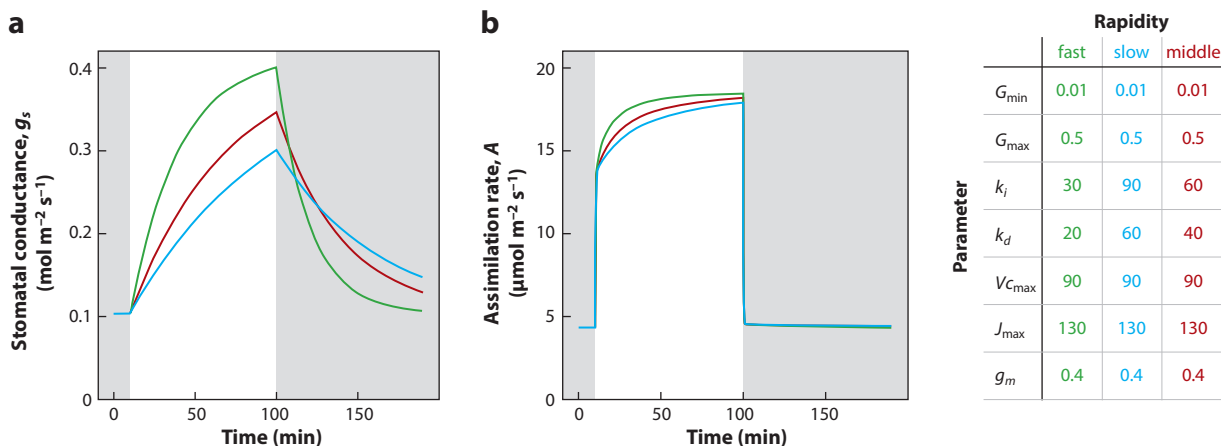 a
Stomatal conductance, gs
(mol m−2 s−1)
0.4
0.3
0.2
0.1
0
0
50
100
150
Time (min)
b
Assimilation rate, A
(μmol m−2 s−1)
20
15
10
5
0
0
50
100
150
Time (min)
Rapidity
fast slow middle
Parameter
Gmin 0.01 0.01 0.01
Gmax 0.5 0.5 0.5
ki 30 90 60
kd 20 60 40
Vcmax 90 90 90
Jmax 130 130 130
gm 0.4 0.4 0.4